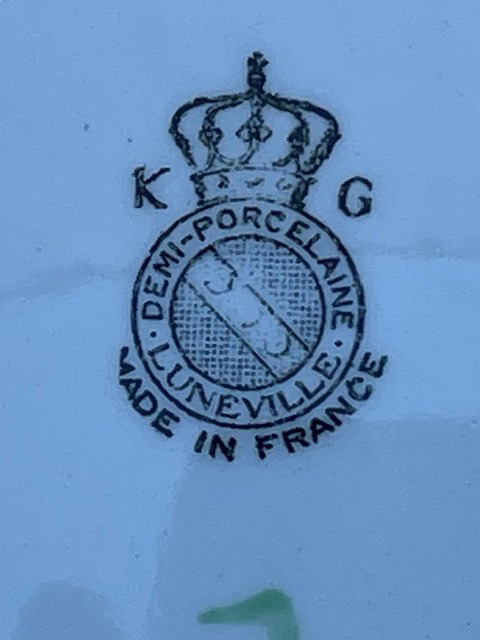 K G
DEMI-PORCELAINE
· LUNEVILLE ·
MADE IN FRANCE